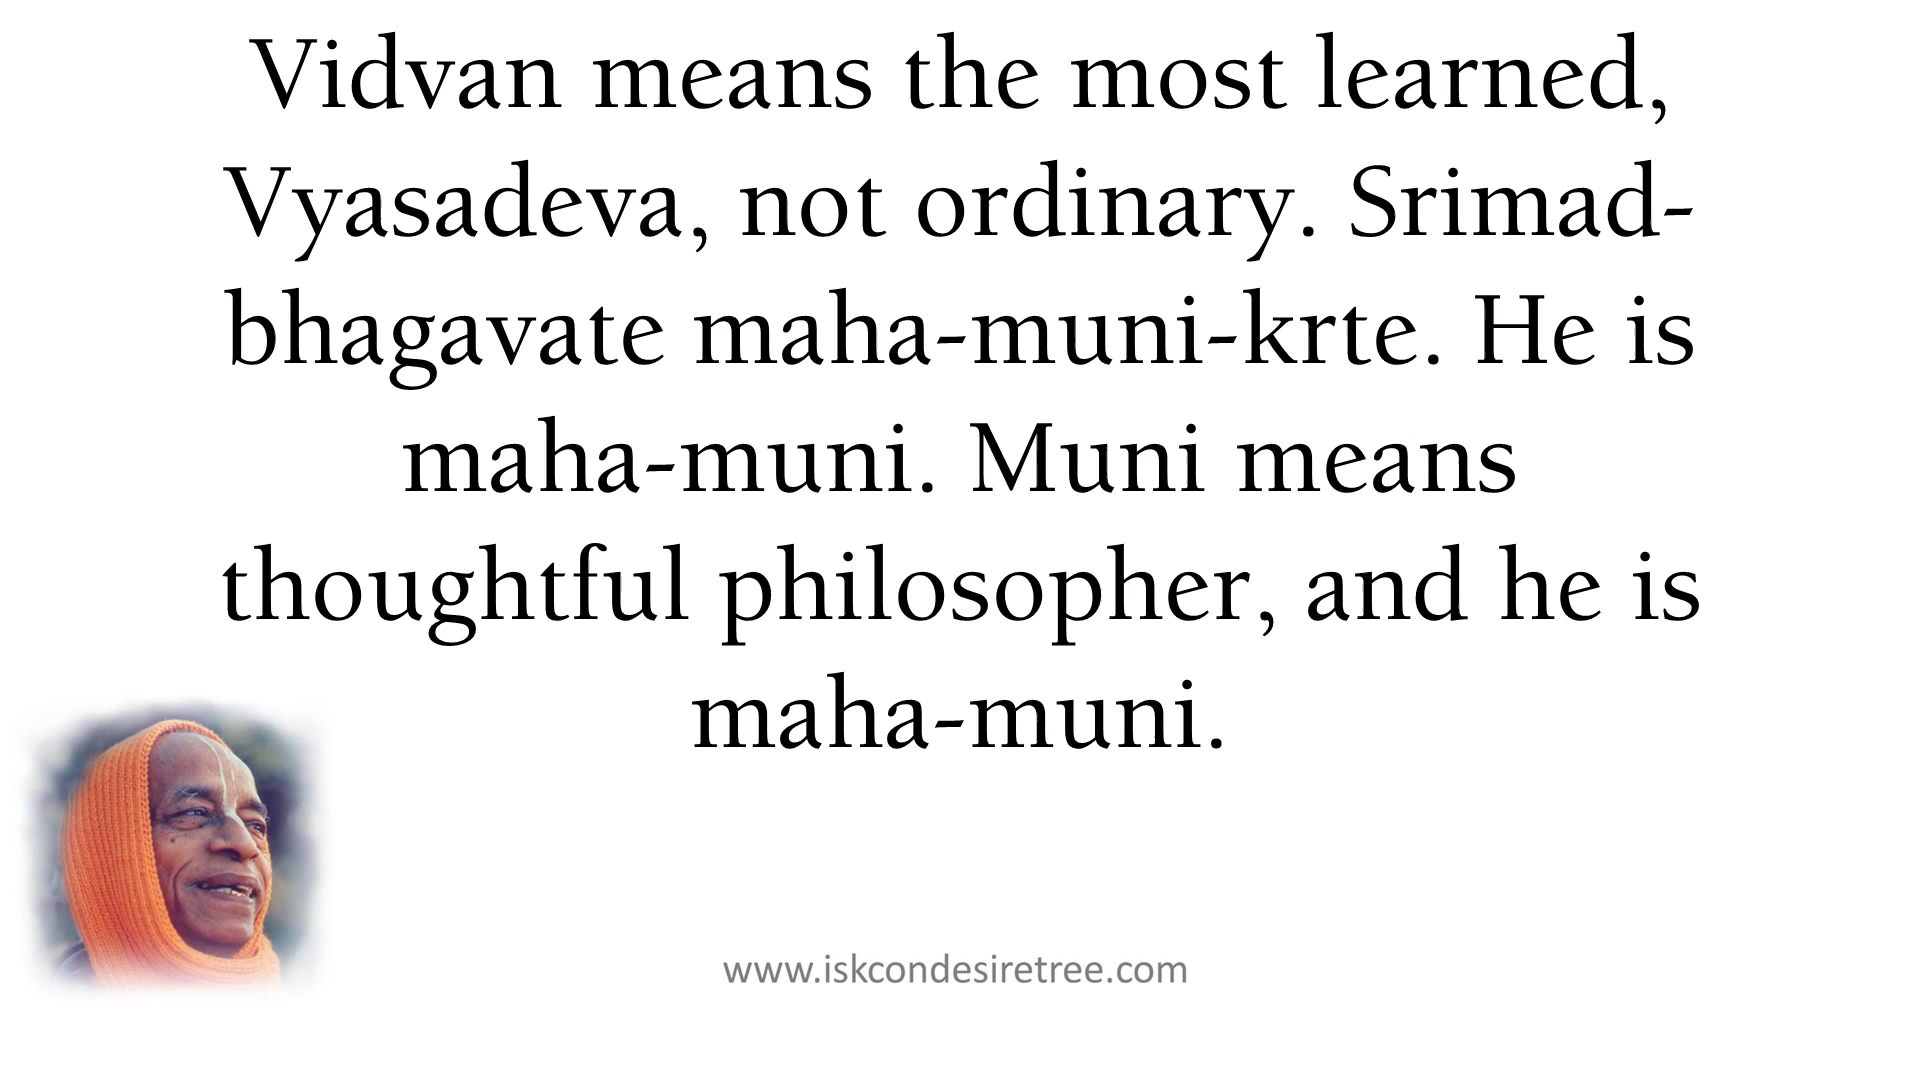 Vidvan means the most learned,
Vyasadeva, not ordinary. Srimad-
bhagavate maha-muni-krte. He is
maha-muni. Muni means
thoughtful philosopher, and he is
maha-muni.
www.iskcondesiretree.com